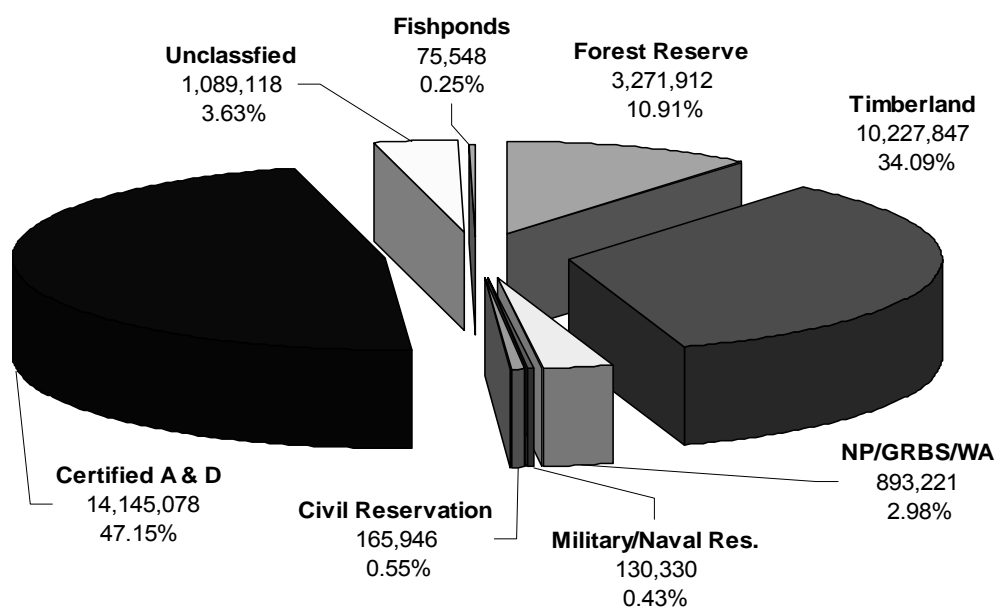 Fishponds
75,548
0.25%
Unclassfied
1,089,118
3.63%
Forest Reserve
3,271,912
10.91%
Timberland
10,227,847
34.09%
NP/GRBS/WA
893,221
2.98%
Certified A & D
14,145,078
47.15%
Civil Reservation
165,946
0.55%
Military/Naval Res.
130,330
0.43%